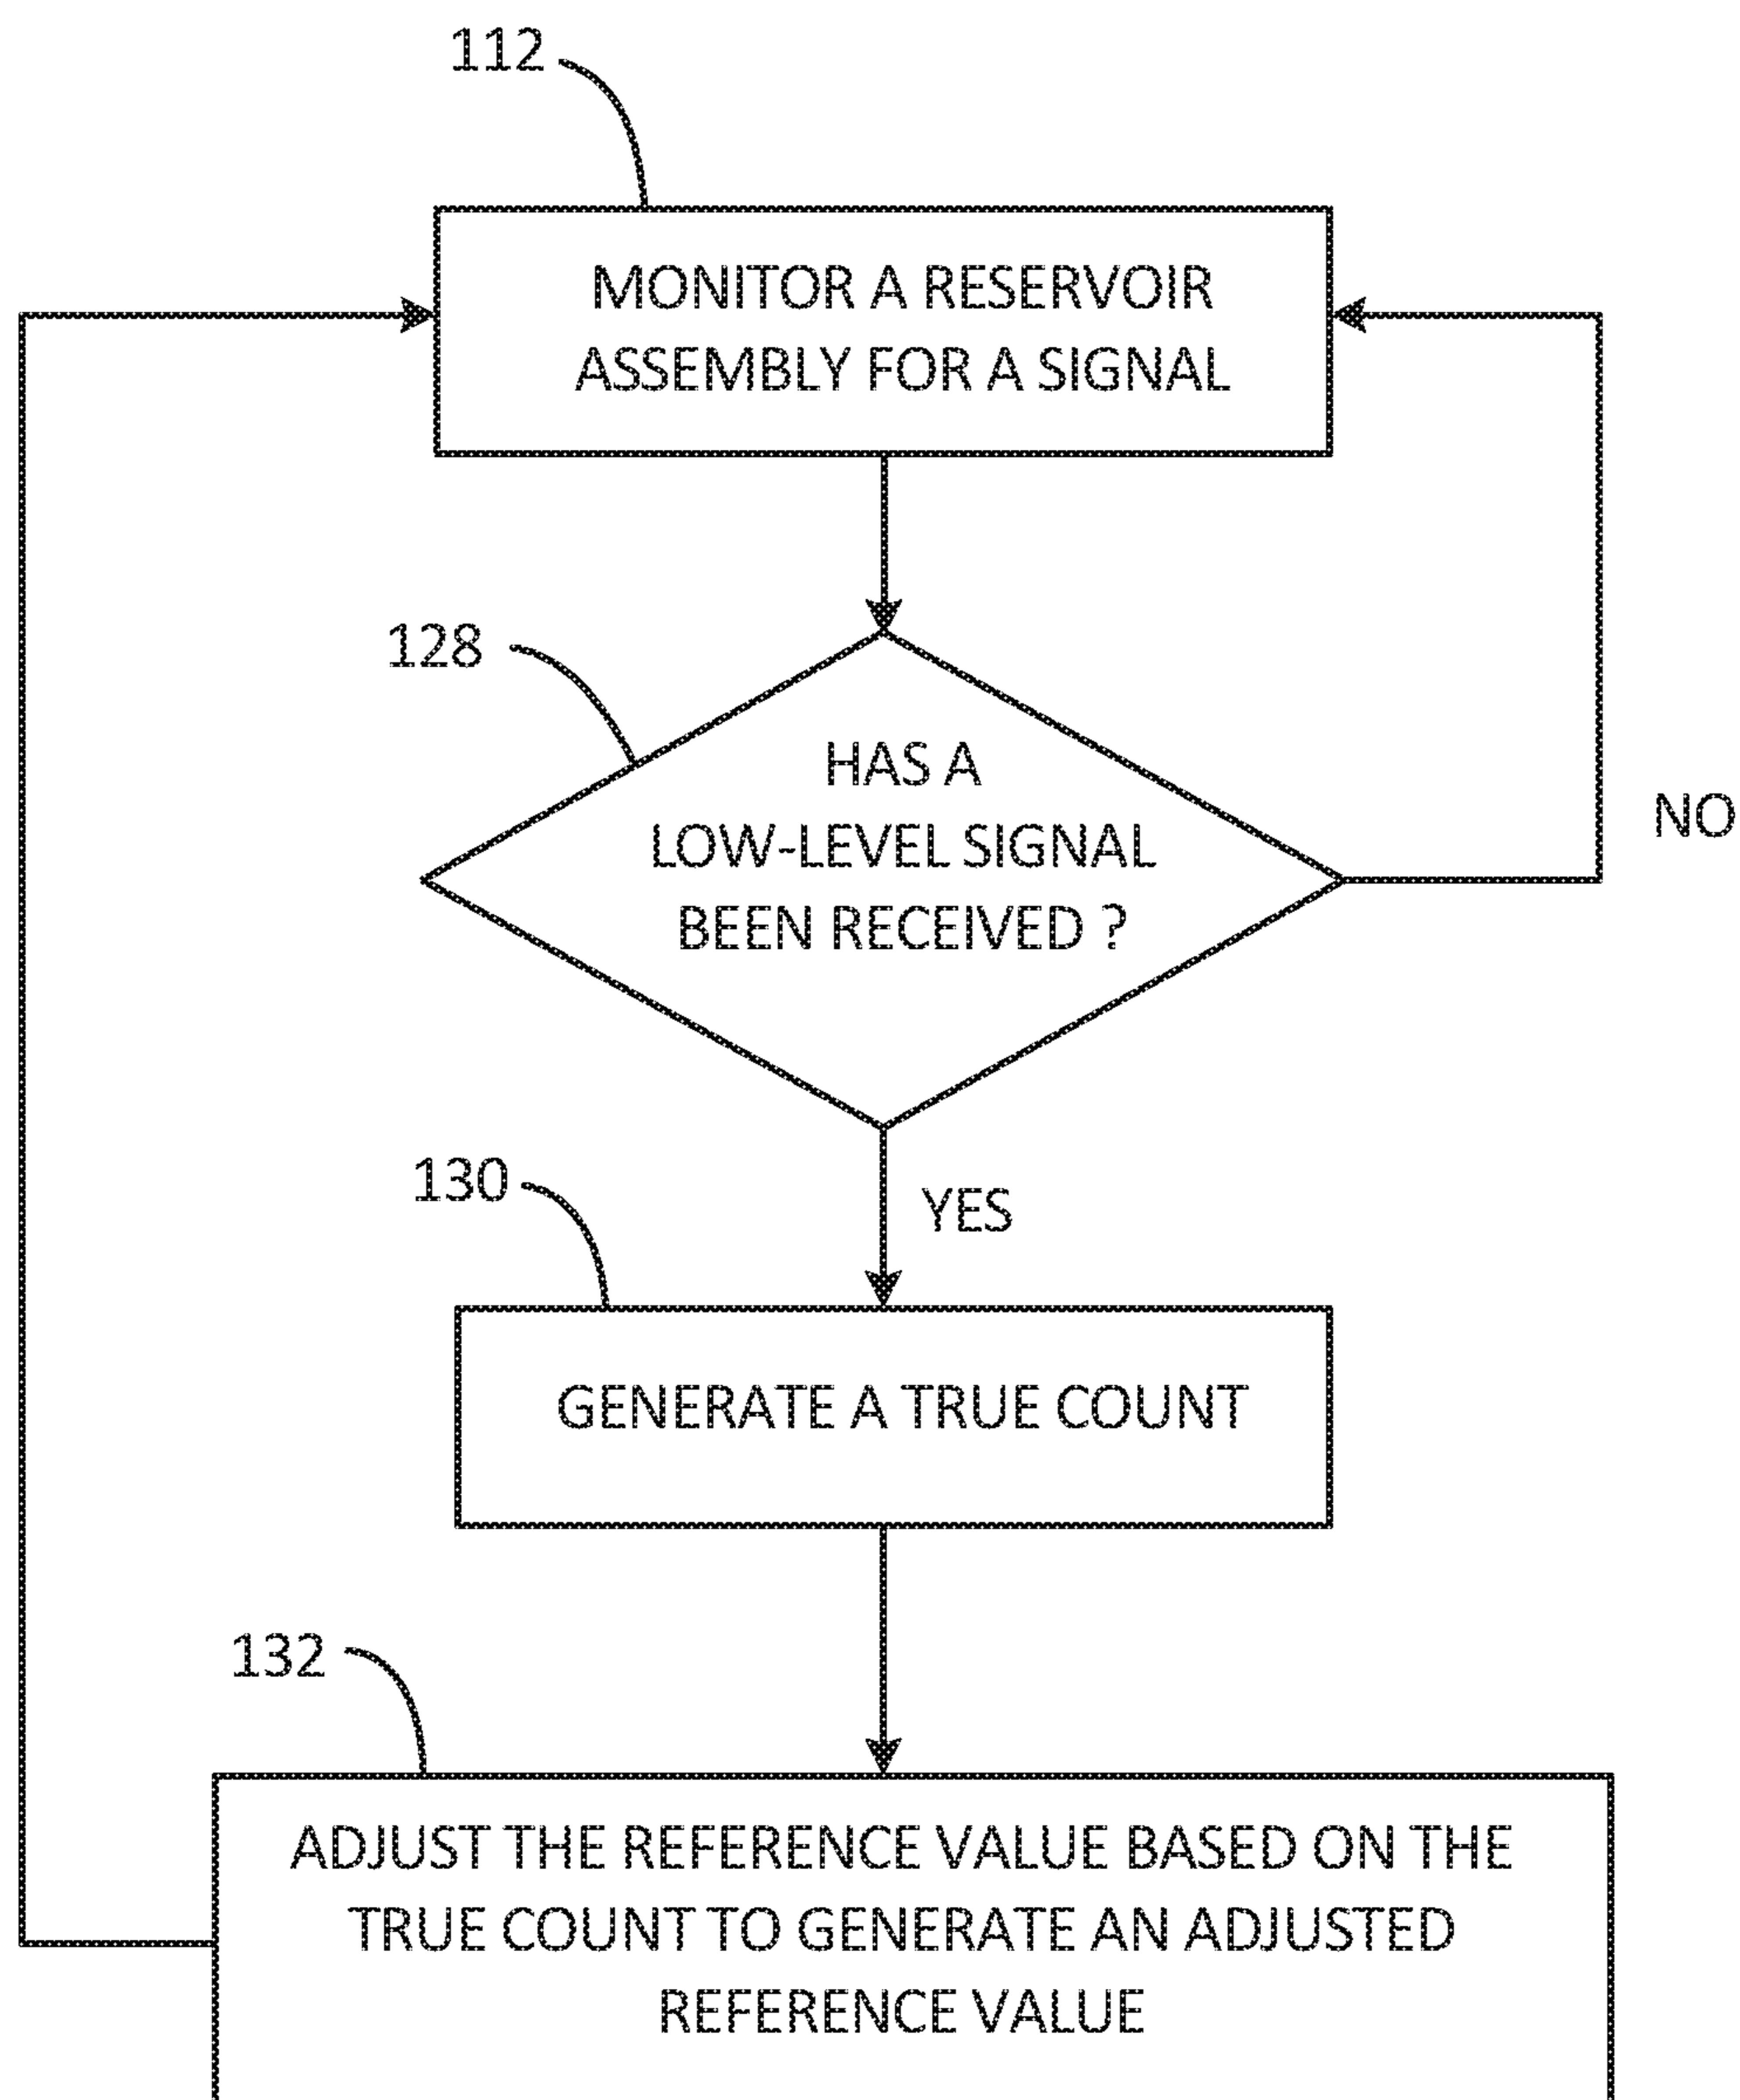 112
MONITOR A RESERVOIR
ASSEMBLY FOR A SIGNAL
128
HAS A
LOW-LEVEL SIGNAL
BEEN RECEIVED ?
NO
130
YES
GENERATE A TRUE COUNT
132
ADJUST THE REFERENCE VALUE BASED ON THE
TRUE COUNT TO GENERATE AN ADJUSTED
REFERENCE VALUE